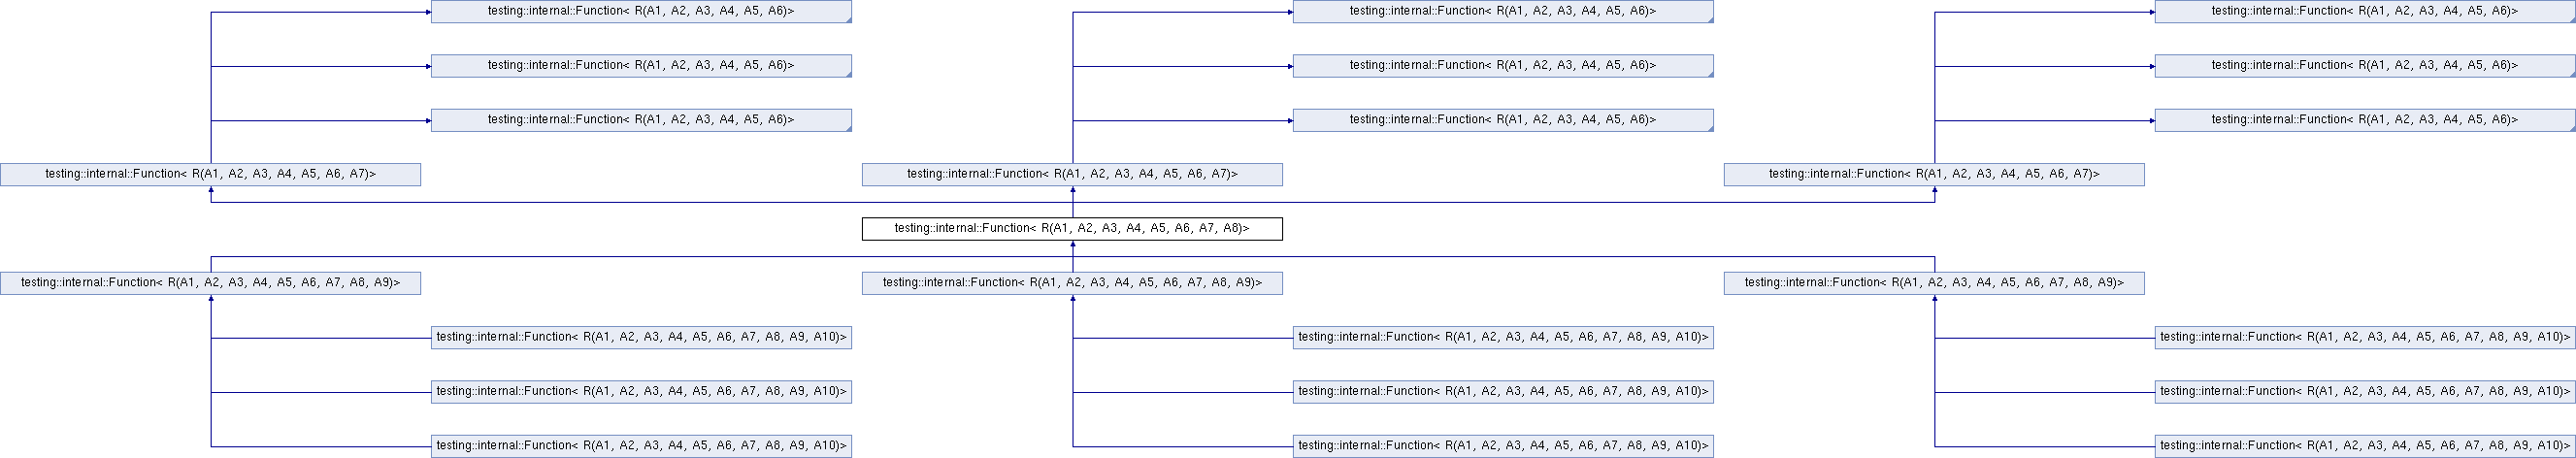 testing::internal::Function< R(A1, A2, A3, A4, A5, A6)>
testing::internal::Function< R(A1, A2, A3, A4, A5, A6)>
testing::internal::Function< R(A1, A2, A3, A4, A5, A6)>
testing::internal::Function< R(A1, A2, A3, A4, A5, A6)>
testing::internal::Function< R(A1, A2, A3, A4, A5, A6)>
testing::internal::Function< R(A1, A2, A3, A4, A5, A6)>
testing::internal::Function< R(A1, A2, A3, A4, A5, A6)>
testing::internal::Function< R(A1, A2, A3, A4, A5, A6)>
testing::internal::Function< R(A1, A2, A3, A4, A5, A6)>
testing::internal::Function< R(A1, A2, A3, A4, A5, A6, A7)>
testing::internal::Function< R(A1, A2, A3, A4, A5, A6, A7)>
testing::internal::Function< R(A1, A2, A3, A4, A5, A6, A7)>
testing::internal::Function< R(A1, A2, A3, A4, A5, A6, A7, A8)>
testing::internal::Function< R(A1, A2, A3, A4, A5, A6, A7, A8, A9)>
testing::internal::Function< R(A1, A2, A3, A4, A5, A6, A7, A8, A9)>
testing::internal::Function< R(A1, A2, A3, A4, A5, A6, A7, A8, A9)>
testing::internal::Function< R(A1, A2, A3, A4, A5, A6, A7, A8, A9, A10)>
testing::internal::Function< R(A1, A2, A3, A4, A5, A6, A7, A8, A9, A10)>
testing::internal::Function< R(A1, A2, A3, A4, A5, A6, A7, A8, A9, A10)>
testing::internal::Function< R(A1, A2, A3, A4, A5, A6, A7, A8, A9, A10)>
testing::internal::Function< R(A1, A2, A3, A4, A5, A6, A7, A8, A9, A10)>
testing::internal::Function< R(A1, A2, A3, A4, A5, A6, A7, A8, A9, A10)>
testing::internal::Function< R(A1, A2, A3, A4, A5, A6, A7, A8, A9, A10)>
testing::internal::Function< R(A1, A2, A3, A4, A5, A6, A7, A8, A9, A10)>
testing::internal::Function< R(A1, A2, A3, A4, A5, A6, A7, A8, A9, A10)>